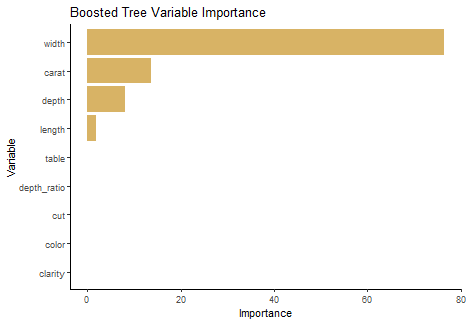 Boosted Tree Variable Importance
Variable
width
carat
depth
length
table
depth_ratio
cut
color
clarity
0 20 40 60 80
Importance